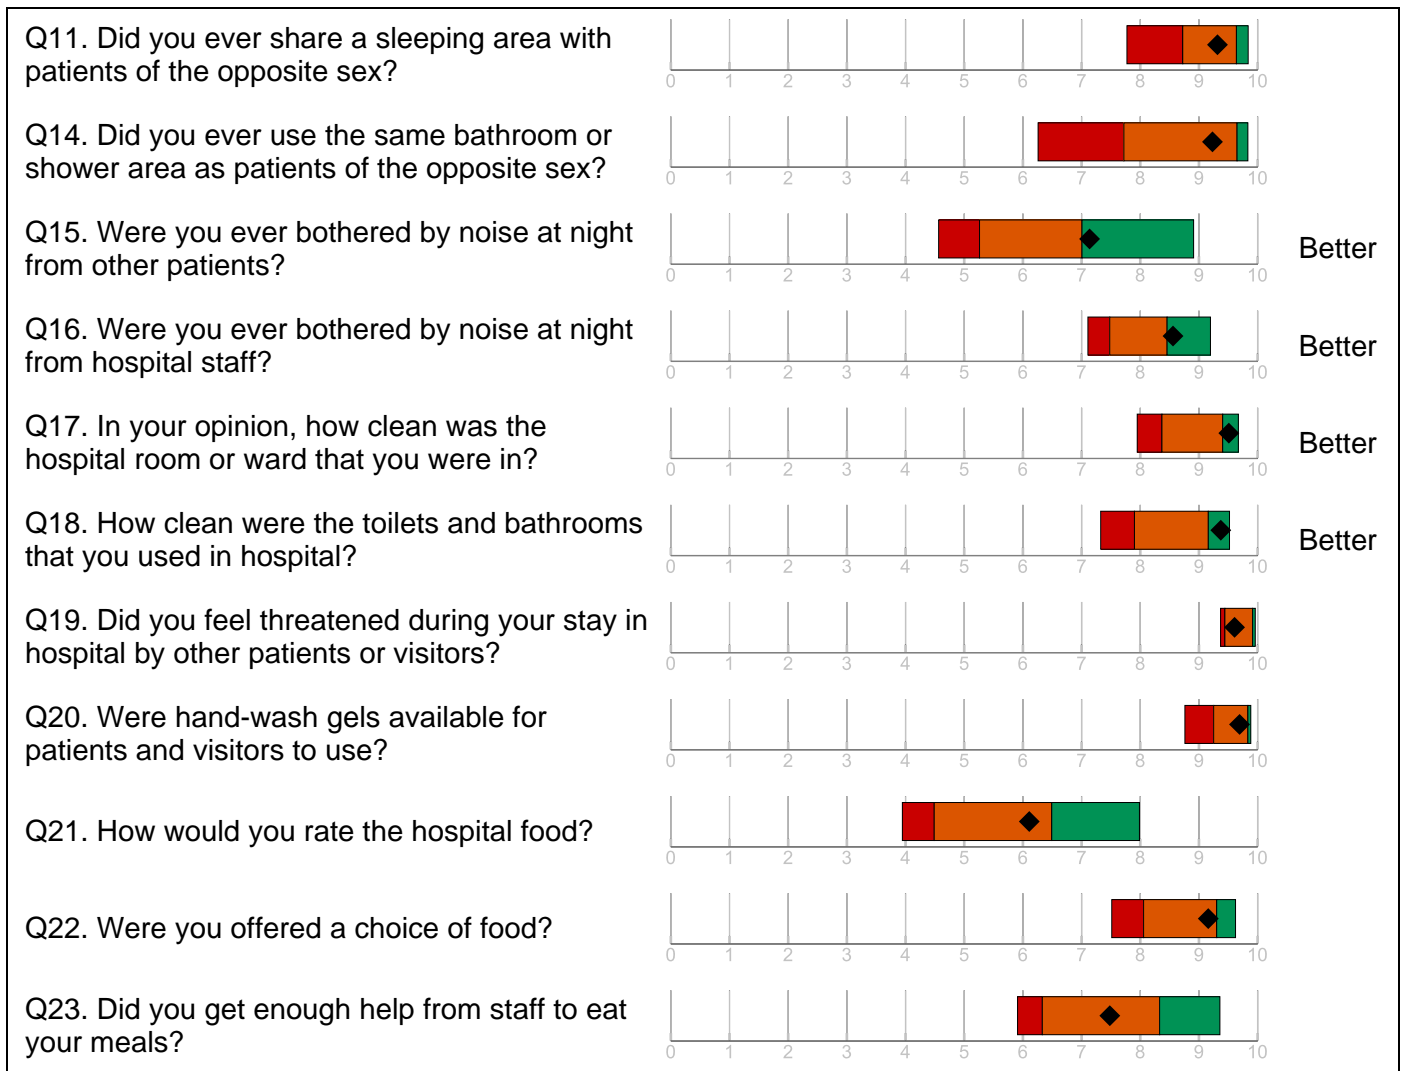 Q11. Did you ever share a sleeping area with
patients of the opposite sex?
0 1 2 3 4 5 6 7 8 9 10
Q14. Did you ever use the same bathroom or
shower area as patients of the opposite sex?
0 1 2 3 4 5 6 7 8 9 10
Q15. Were you ever bothered by noise at night
from other patients?
Better
0 1 2 3 4 5 6 7 8 9 10
Q16. Were you ever bothered by noise at night
from hospital staff?
Better
0 1 2 3 4 5 6 7 8 9 10
Q17. In your opinion, how clean was the
hospital room or ward that you were in?
Better
0 1 2 3 4 5 6 7 8 9 10
Q18. How clean were the toilets and bathrooms
that you used in hospital?
Better
0 1 2 3 4 5 6 7 8 9 10
Q19. Did you feel threatened during your stay in
hospital by other patients or visitors?
0 1 2 3 4 5 6 7 8 9 10
Q20. Were hand-wash gels available for
patients and visitors to use?
0 1 2 3 4 5 6 7 8 9 10
Q21. How would you rate the hospital food?
0 1 2 3 4 5 6 7 8 9 10
Q22. Were you offered a choice of food?
0 1 2 3 4 5 6 7 8 9 10
Q23. Did you get enough help from staff to eat
your meals?
0 1 2 3 4 5 6 7 8 9 10